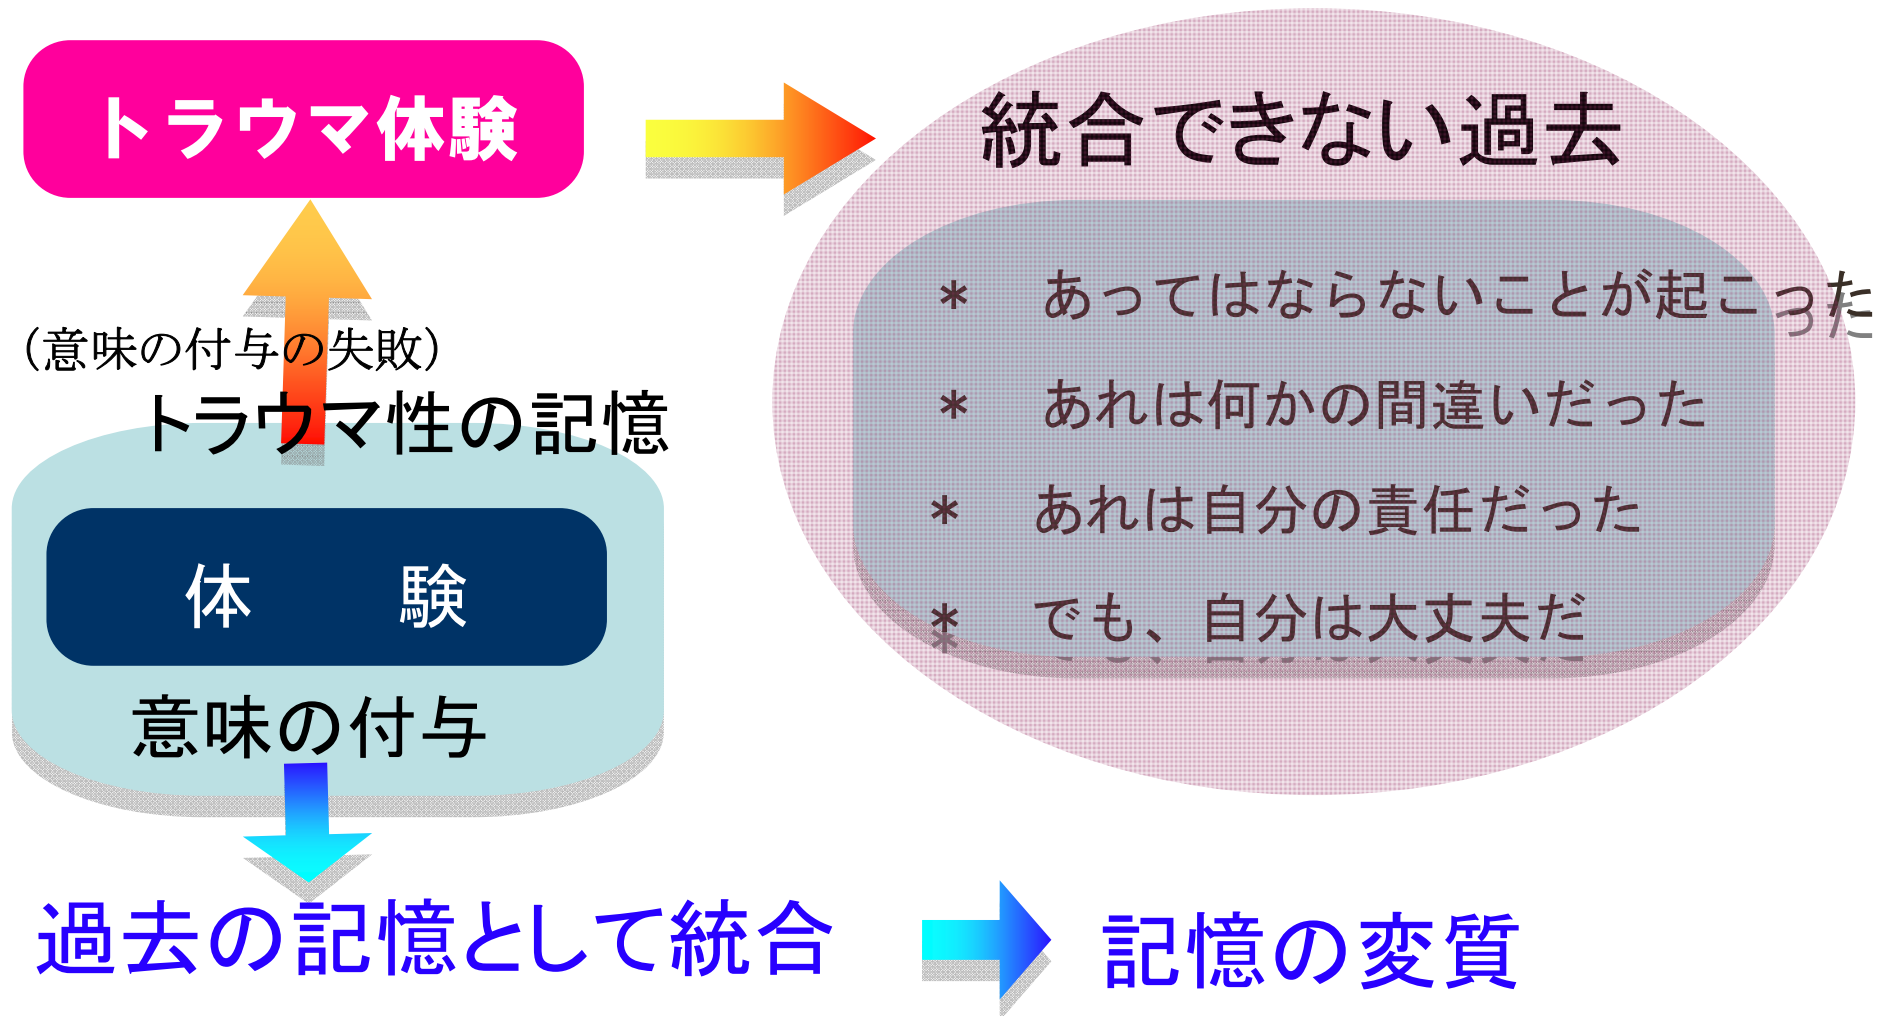 トラウマ体験
統合できない過去
* あってはならないことが起こった
* あれは何かの間違いだった
* あれは自分の責任だった
* でも、自分は大丈夫だ
（意味の付与の失敗）
トラウマ性の記憶
体 験
意味の付与
過去の記憶として統合
記憶の変質